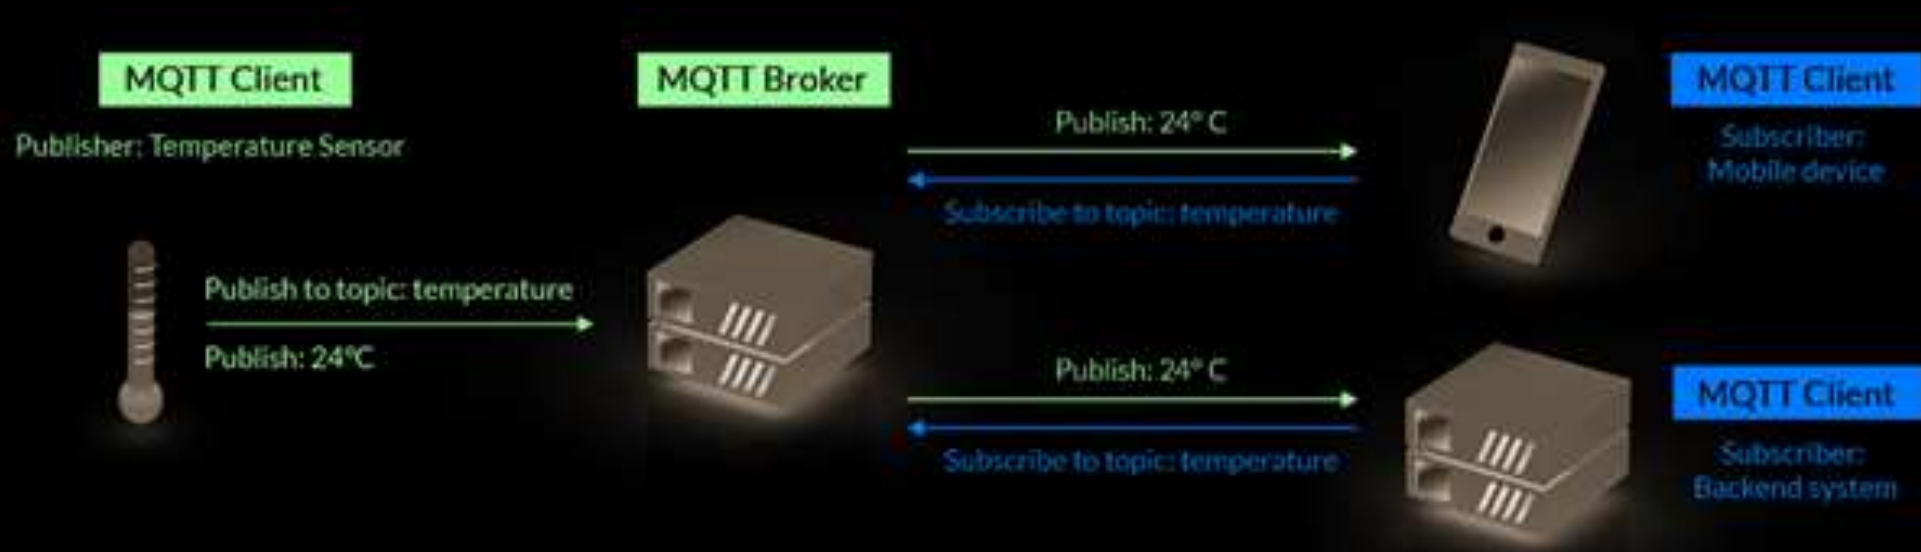 MQTT Client
Publisher: Temperature Sensor
Publish to topic: temperature
Publish: 24°C
MQTT Broker
Publish: 24° C
Subscribe to topic: temperature
MQTT Client
Subscriber:
Mobile device
Publish: 24° C
Subscribe to topic: temperature
MQTT Client
Subscriber:
Backend system